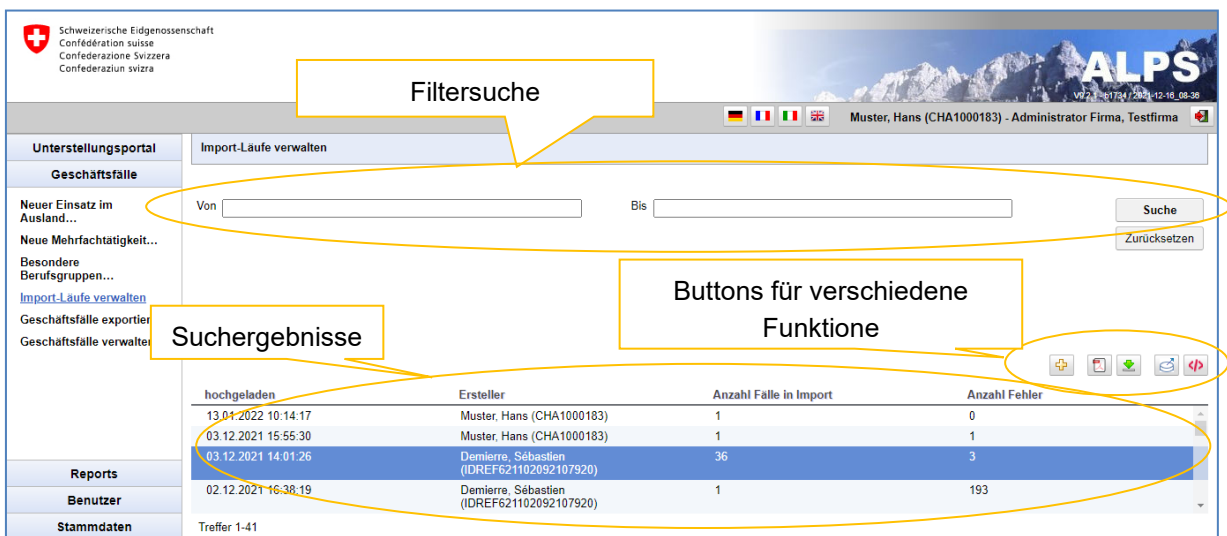 Schweizerische Eidgenossenschaft
Confédération suisse
Confederazione Svizzera
Confederaziun svizra
ALPS
Filtersuche
Muster, Hans (CHA1000183) - Administrator Firma, Testfirma
Unterstellungsportal
Import-Läufe verwalten
Geschäftsfälle
Neuer Einsatz im
Ausland...
Von
Bis
Suche
Neue Mehrfachtätigkeit...
Zurücksetzen
Besondere
Berufsgruppen...
Import-Läufe verwalten
Geschäftsfälle exportier
Geschäftsfälle verwalte
Suchergebnisse
Buttons für verschiedene
Funktione
hochgeladen Ersteller Anzahl Fälle in Import Anzahl Fehler
13.01.2022 10:14:17 Muster, Hans (CHA1000183) 1 0
03.12.2021 15:55:30 Muster, Hans (CHA1000183) 1 1
03.12.2021 14:01:26 Demierre, Sébastien 36 3
(IDREF621102092107920)
02.12.2021 16:38:19 Demierre, Sébastien 1 193
(IDREF621102092107920)
Treffer 1-41
Reports
Benutzer
Stammdaten